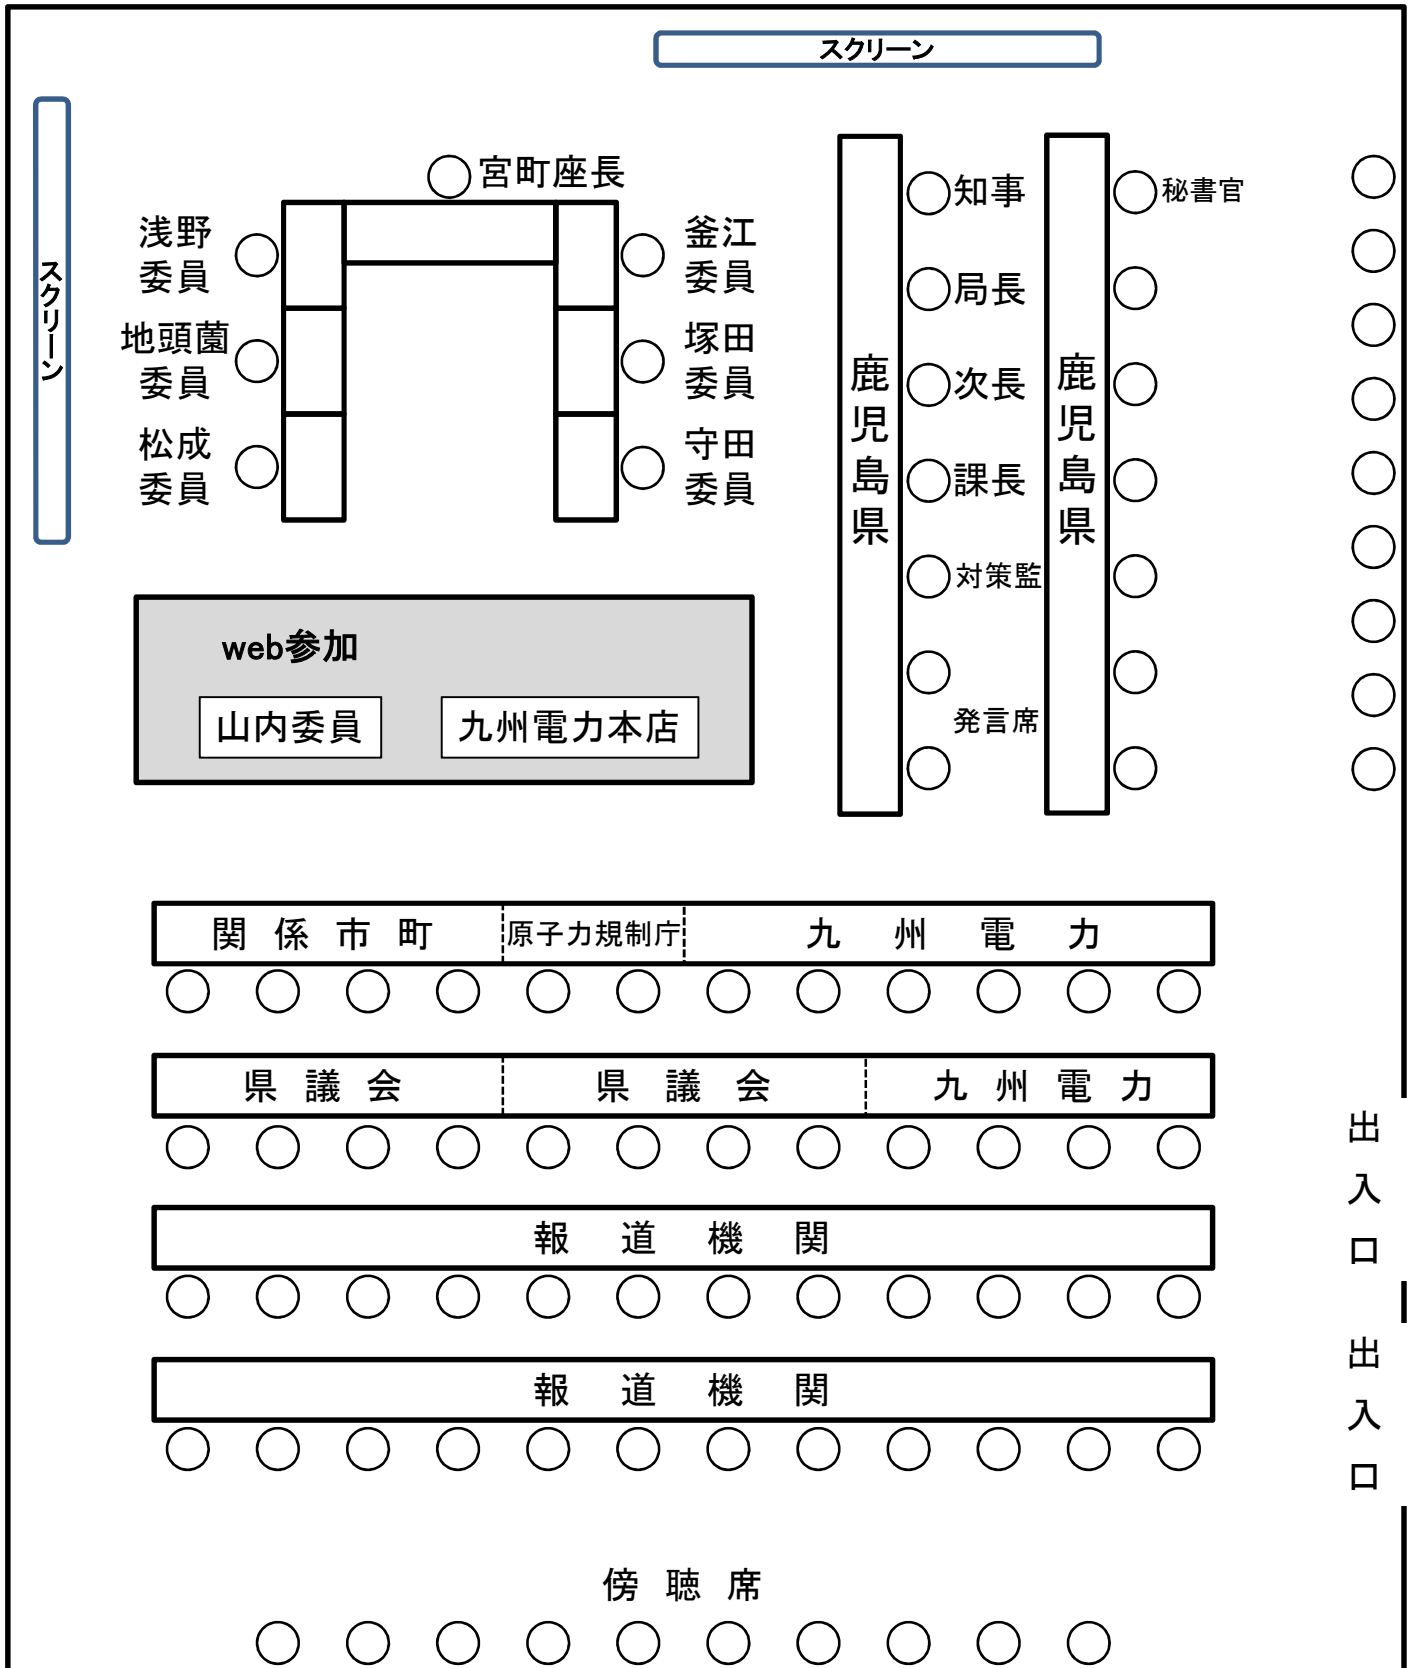 スクリーン
スクリーン
宮町座長
浅野
委員
地頭薗
委員
松成
委員
釜江
委員
塚田
委員
守田
委員
鹿児島県
知事
局長
次長
課長
対策監
発言席
鹿児島県
秘書官
web参加
山内委員
九州電力本店
関係市町
原子力規制庁
九州電力
県議会
県議会
九州電力
報道機関
報道機関
出入口
出入口
傍聴席